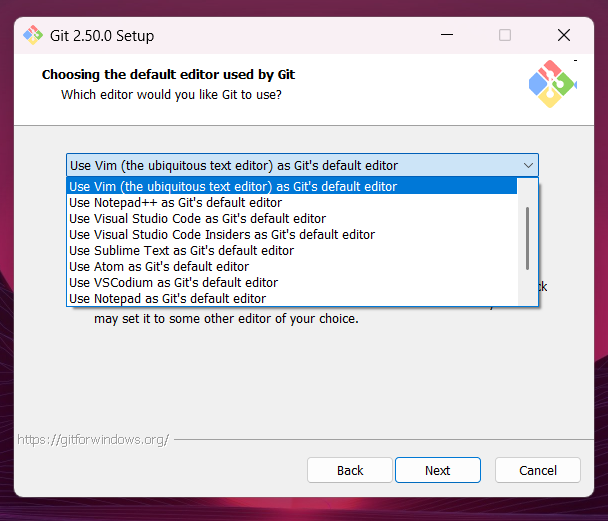 Git 2.50.0 Setup
Choosing the default editor used by Git
Which editor would you like Git to use?
Use Vim (the ubiquitous text editor) as Git's default editor
Use Vim (the ubiquitous text editor) as Git's default editor
Use Notepad++ as Git's default editor
Use Visual Studio Code as Git's default editor
Use Visual Studio Code Insiders as Git's default editor
Use Sublime Text as Git's default editor
Use Atom as Git's default editor
Use VSCodium as Git's default editor
Use Notepad as Git's default editor
may set it to some other editor of your choice.
https://gitforwindows.org/
Back
Next
Cancel